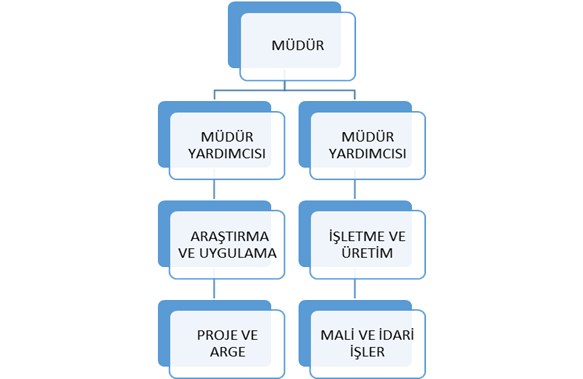 MÜDÜR
MÜDÜR
YARDIMCISI
MÜDÜR
YARDIMCISI
ARAŞTIRMA
VE UYGULAMA
İŞLETME VE
ÜRETİM
PROJE VE
ARGE
MALİ VE İDARİ
İŞLER